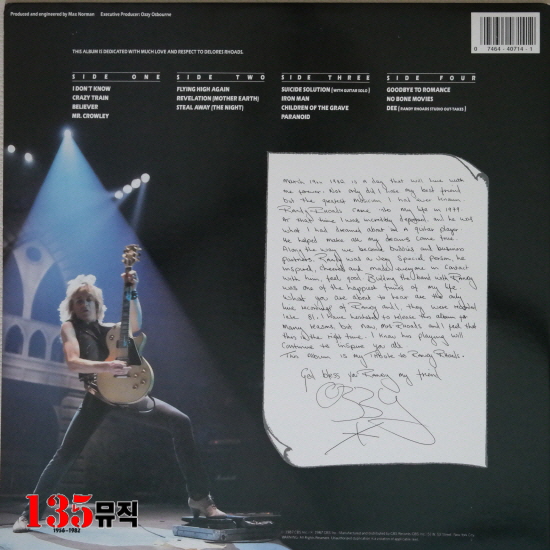 Produced and engineered by Max Norman Executive Producer: Ozzy Osbourne
0 7464-40714-1
THIS ALBUM IS DEDICATED WITH MUCH LOVE AND RESPECT TO DELORES RHOADS.
SIDE ONE
I DON'T KNOW
CRAZY TRAIN
BELIEVER
MR. CROWLEY
SIDE TWO
FLYING HIGH AGAIN
REVELATION (MOTHER EARTH)
STEAL AWAY (THE NIGHT)
SIDE THREE
SUICIDE SOLUTION (WITH GUITAR SOLO)
IRON MAN
CHILDREN OF THE GRAVE
PARANOID
SIDE FOUR
GOODBYE TO ROMANCE
NO BONE MOVIES
DEE (RANDY RHOADS STUDIO OUT-TAKES)
March 19th 1982 is a day that will live with
me forever. Not only did I lose my best friend
but the greatest musician I had ever known.
Randy Rhoads came into my life in 1979
At that time I was incredibly depressed, and he was
what I had dreamed about as a guitar player.
He helped make all my dreams come true.
Along the way we became buddies and business
partners. Randy was a very special person, he
inspired, and made everyone in contact
with him, feel good. Building the band with Randy
was one of the happiest times of my life.
What you are about to hear are the only
live recordings of Randy and I, they were recorded
late 81. I have hesitated to release this album for
many reasons but now, Mrs Rhoads and I feel that
this is the right time. I know his playing will
continue to inspire you all.
This Album is my Tribute to Randy Rhoads.
God bless you Randy my friend
Ozzy
135뮤직
1956-1982